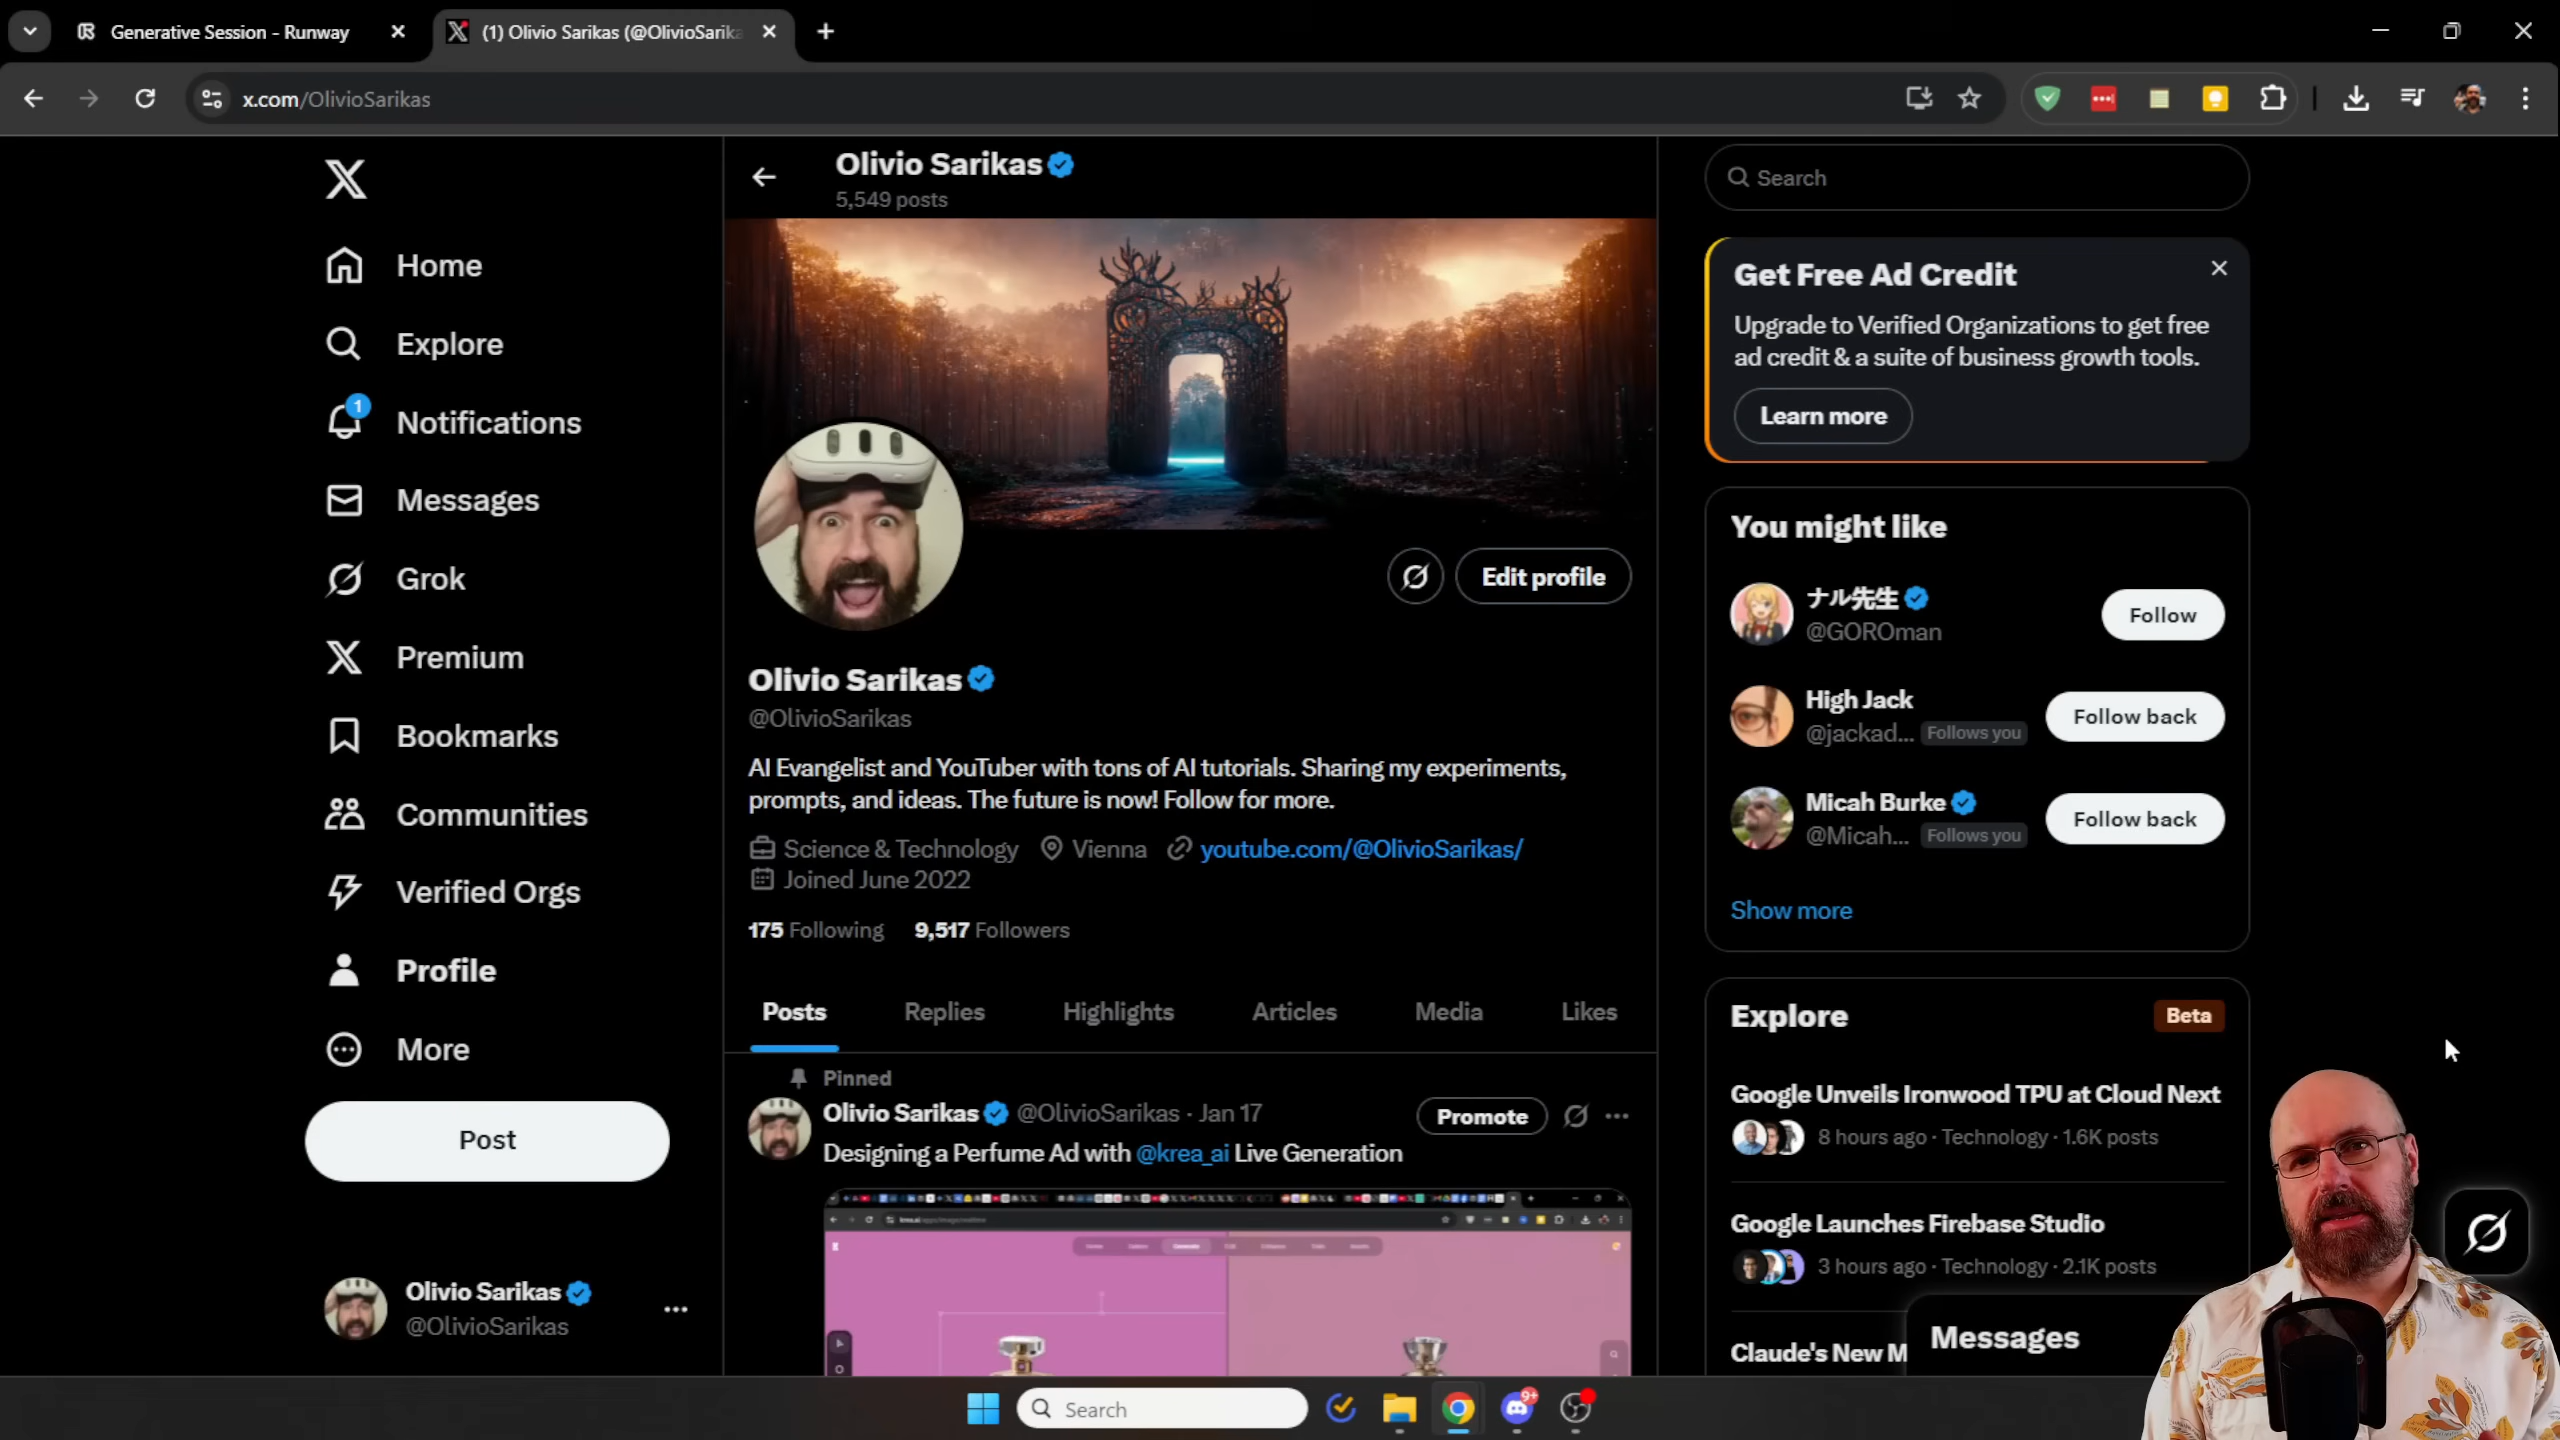 Generative Session - Runway
(1) Olivio Sarikas (@OlivioSarika
x.com/OlivioSarikas
Home
Explore
1
Notifications
Messages
Grok
Premium
Bookmarks
Communities
Verified Orgs
Profile
More
Post
Olivio Sarikas
@OlivioSarikas
Olivio Sarikas
5,549 posts
Edit profile
Olivio Sarikas
@OlivioSarikas
AI Evangelist and YouTuber with tons of AI tutorials. Sharing my experiments,
prompts, and ideas. The future is now! Follow for more.
Science & Technology Vienna youtube.com/@OlivioSarikas/
Joined June 2022
175 Following 9,517 Followers
Posts Replies Highlights Articles Media Likes
Pinned
Olivio Sarikas @OlivioSarikas · Jan 17
Promote
Designing a Perfume Ad with @krea_ai Live Generation
Search
Get Free Ad Credit
Upgrade to Verified Organizations to get free
ad credit & a suite of business growth tools.
Learn more
You might like
ナル先生
@GOROman
Follow
High Jack
@jackad... Follows you
Follow back
Micah Burke
@Micah... Follows you
Follow back
Show more
Explore
Beta
Google Unveils Ironwood TPU at Cloud Next
8 hours ago · Technology · 1.6K posts
Google Launches Firebase Studio
3 hours ago · Technology · 2.1K posts
Claude's New M
Messages
Search
9+